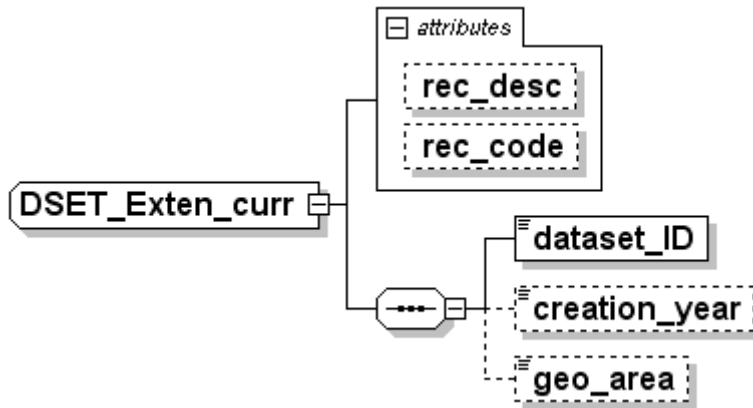 attributes
rec_desc
rec_code
DSET_Exten_curr
dataset_ID
creation_year
geo_area